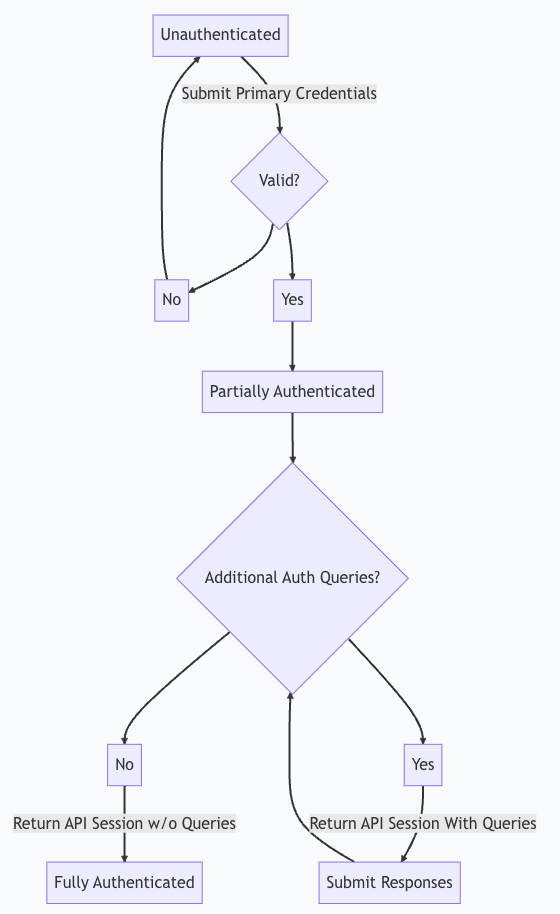 Unauthenticated
Submit Primary Credentials
Valid?
No
Yes
Partially Authenticated
Additional Auth Queries?
No
Yes
Return API Session w/o Queries
Return API Session With Queries
Fully Authenticated
Submit Responses